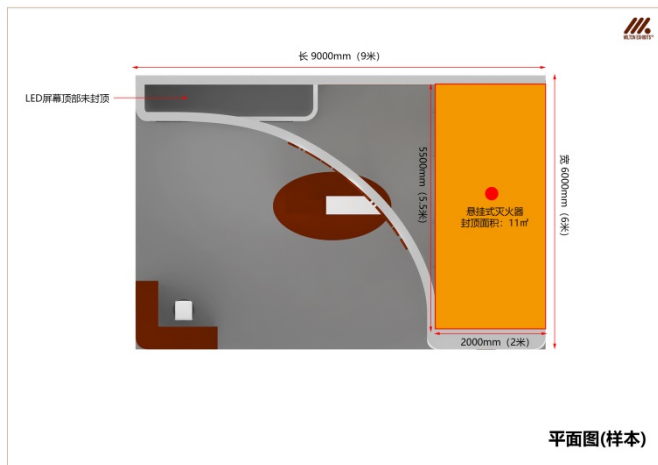 MILTON EXHIBITS
长 9000mm（9米）
LED屏幕顶部未封顶
5500mm（5.5米）
宽 6000mm（6米）
悬挂式灭火器
封顶面积：11㎡
2000mm（2米）
平面图(样本)